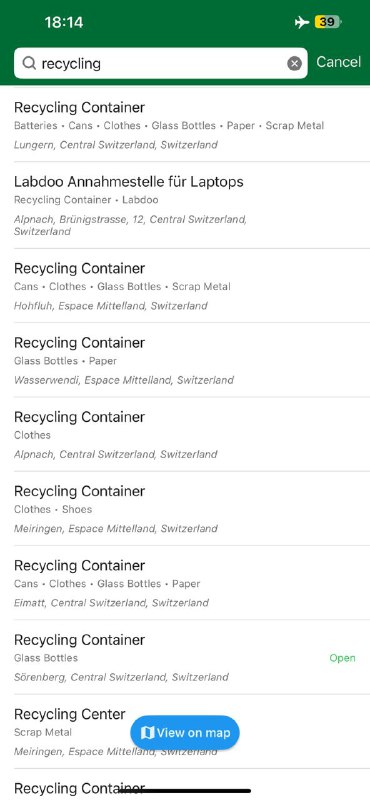 18:14
39
recycling
Cancel
Recycling Container
Batteries • Cans • Clothes • Glass Bottles • Paper • Scrap Metal
Lungern, Central Switzerland, Switzerland
Labdoo Annahmestelle für Laptops
Recycling Container • Labdoo
Alpnach, Brünigstrasse, 12, Central Switzerland,
Switzerland
Recycling Container
Cans • Clothes • Glass Bottles • Scrap Metal
Hohfluh, Espace Mittelland, Switzerland
Recycling Container
Glass Bottles • Paper
Wasserwendi, Espace Mittelland, Switzerland
Recycling Container
Clothes
Alpnach, Central Switzerland, Switzerland
Recycling Container
Clothes • Shoes
Meiringen, Espace Mittelland, Switzerland
Recycling Container
Cans • Clothes • Glass Bottles • Paper
Eimatt, Central Switzerland, Switzerland
Recycling Container
Glass Bottles
Open
Sörenberg, Central Switzerland, Switzerland
Recycling Center
Scrap Metal
View on map
Meiringen, Espace Mittelland, Switzerland
Recycling Container